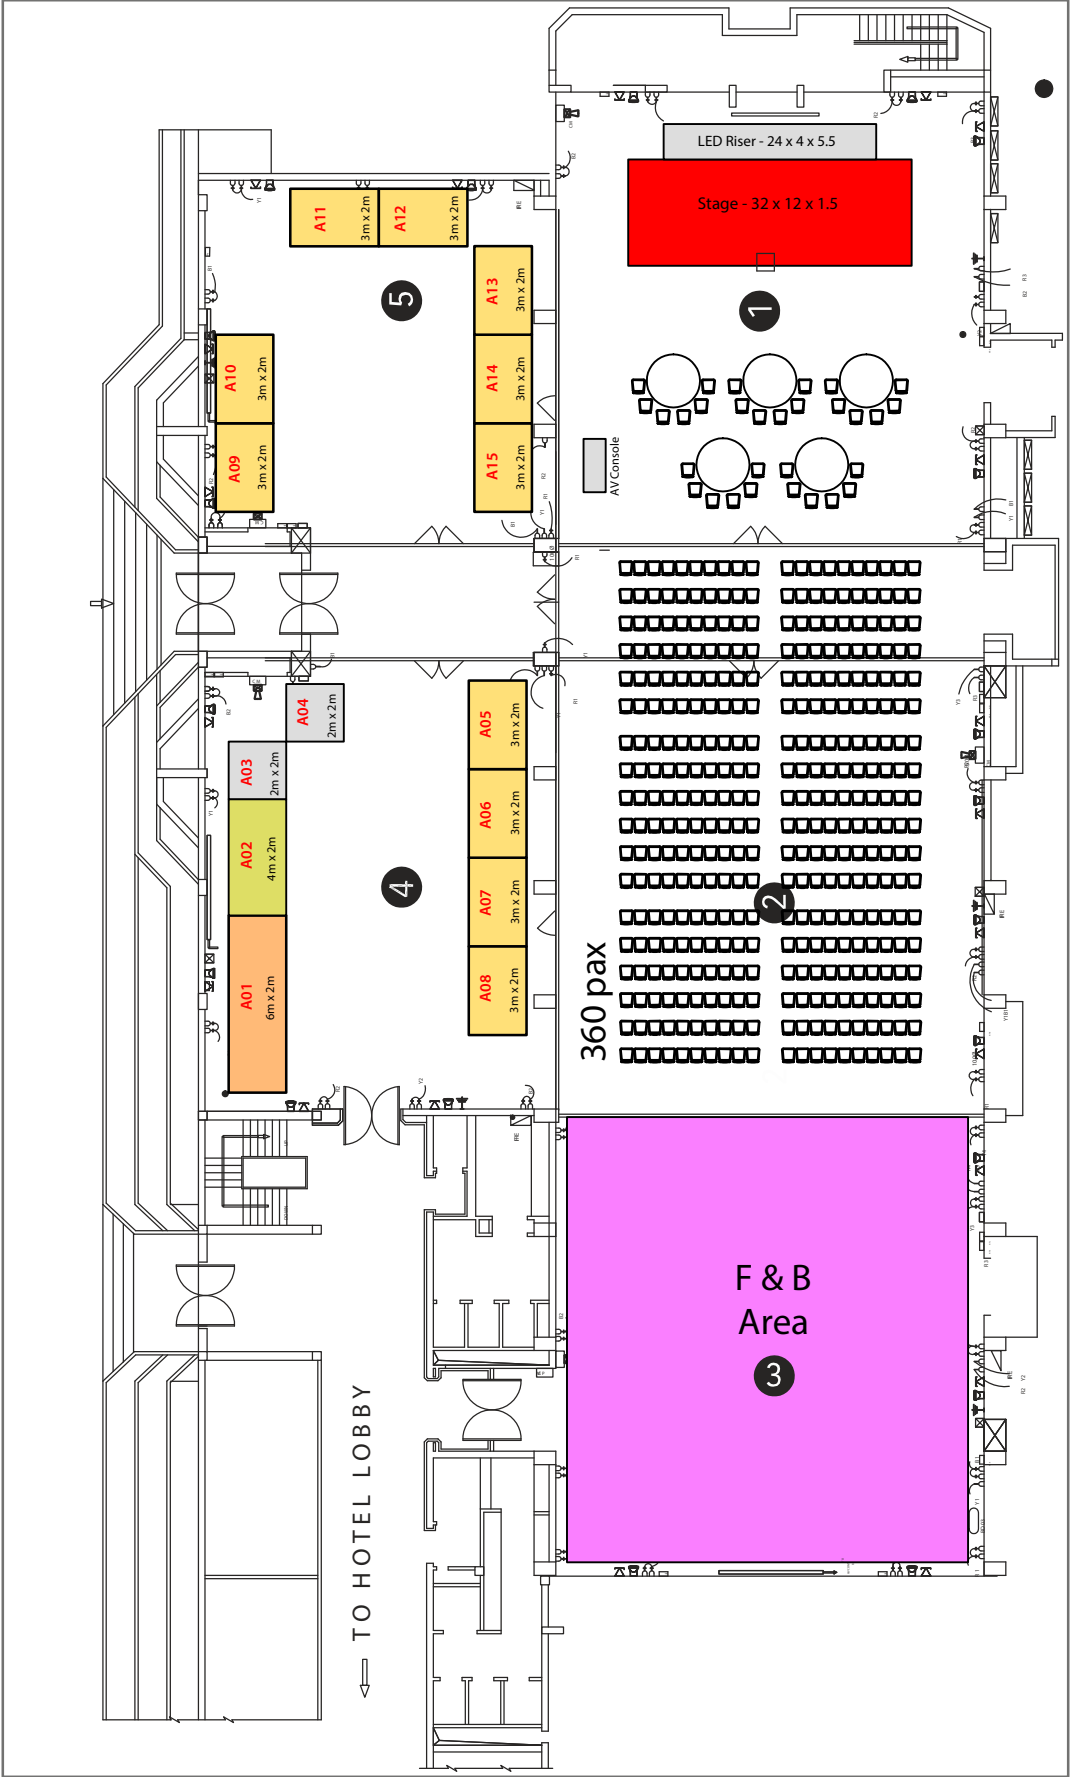 LED Riser - 24 x 4 x 5.5
Stage - 32 x 12 x 1.5
1
AV Console
A11
3m x 2m
A12
3m x 2m
5
A13
3m x 2m
A14
3m x 2m
A15
3m x 2m
A10
3m x 2m
A09
3m x 2m
A04
2m x 2m
A03
2m x 2m
A02
4m x 2m
A01
6m x 2m
4
A05
3m x 2m
A06
3m x 2m
A07
3m x 2m
A08
3m x 2m
2
360 pax
F & B
Area
3
TO HOTEL LOBBY